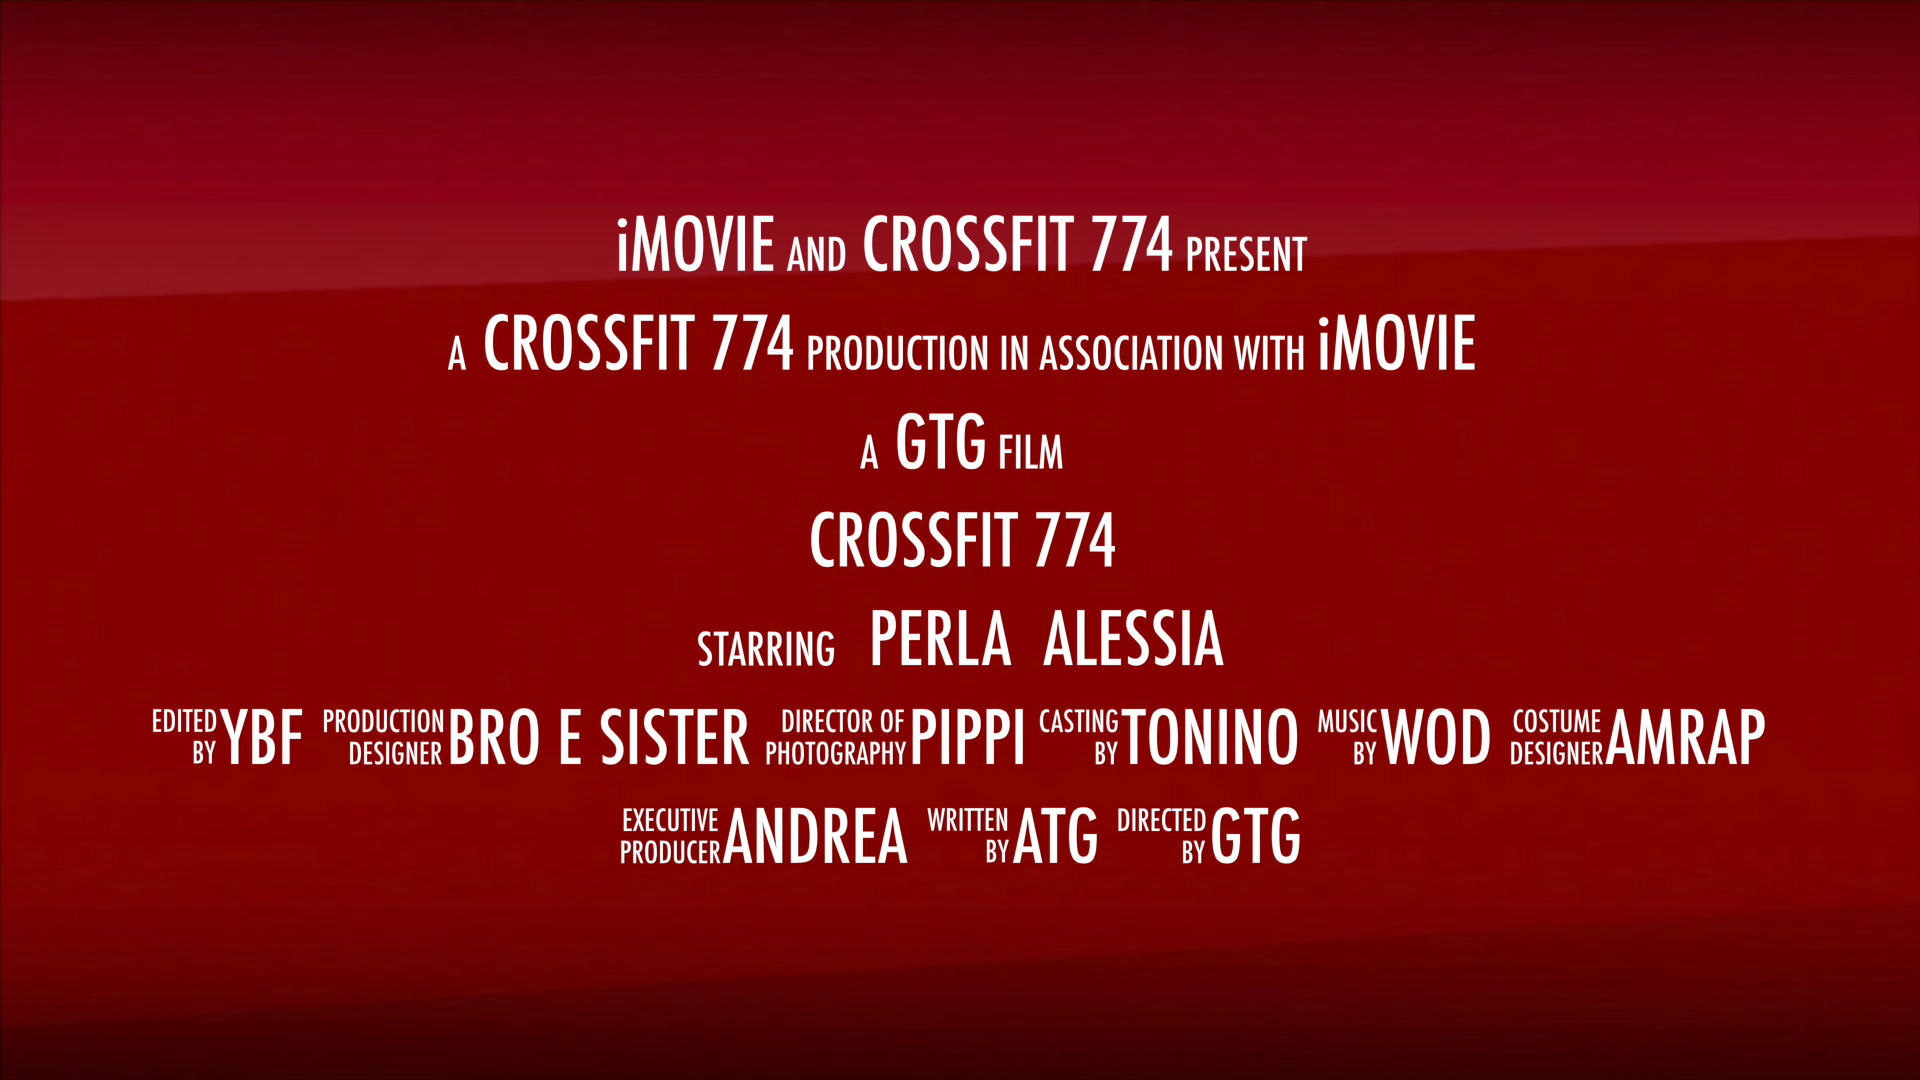 iMOVIE AND CROSSFIT 774 PRESENT
A CROSSFIT 774 PRODUCTION IN ASSOCIATION WITH iMOVIE
A GTG FILM
CROSSFIT 774
STARRING PERLA ALESSIA
EDITED BY YBF PRODUCTION DESIGNER BRO E SISTER DIRECTOR OF PHOTOGRAPHY PIPPI CASTING BY TONINO MUSIC BY WOD COSTUME DESIGNER AMRAP
EXECUTIVE PRODUCER ANDREA WRITTEN BY ATG DIRECTED BY GTG